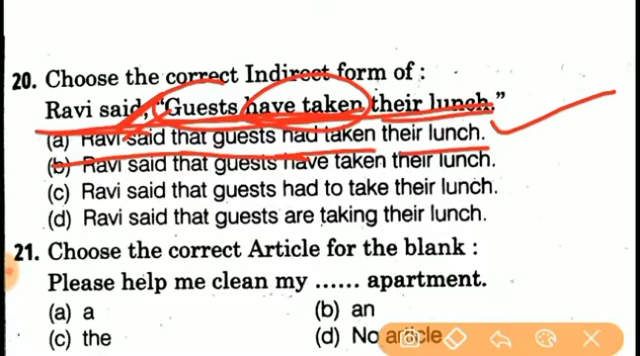 20. Choose the correct Indirect form of :
Ravi said, “Guests have taken their lunch.”
(a) Ravi said that guests had taken their lunch.
(b) Ravi said that guests have taken their lunch.
(c) Ravi said that guests had to take their lunch.
(d) Ravi said that guests are taking their lunch.
21. Choose the correct Article for the blank :
Please help me clean my ...... apartment.
(a) a (b) an
(c) the (d) No article